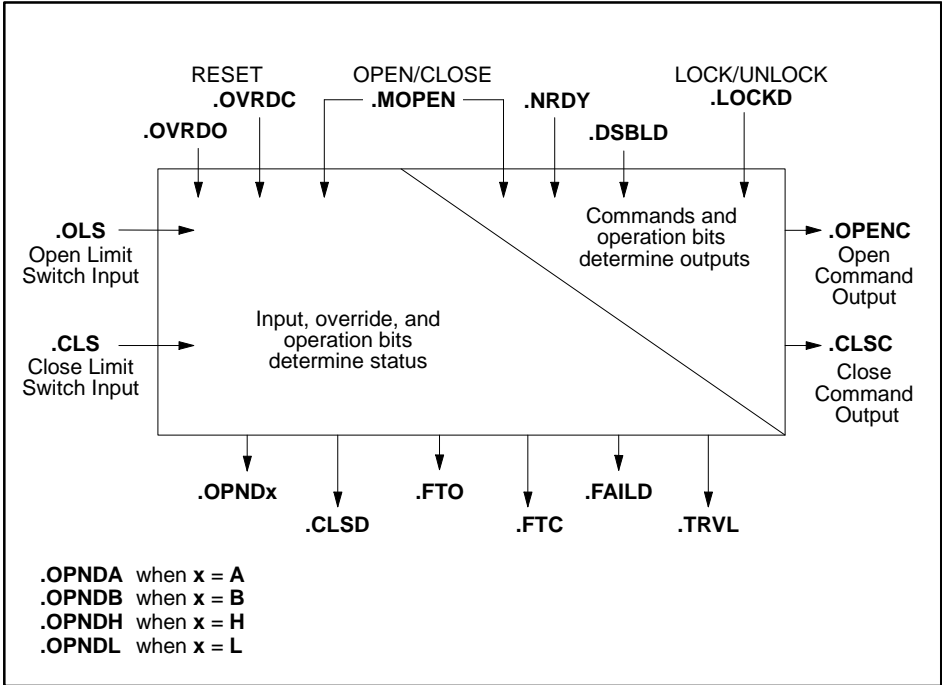 RESET
.OVRDC
.OVRDO
OPEN/CLOSE
.MOPEN
.NRDY
.DSBLD
LOCK/UNLOCK
.LOCKD
.OLS
Open Limit
Switch Input
.CLS
Close Limit
Switch Input
Input, override, and
operation bits
determine status
Commands and
operation bits
determine outputs
.OPENC
Open
Command
Output
.CLSC
Close
Command
Output
.OPNDx
.CLSD
.FTO
.FTC
.FAILD
.TRVL
.OPNDA when x = A
.OPNDB when x = B
.OPNDH when x = H
.OPNDL when x = L